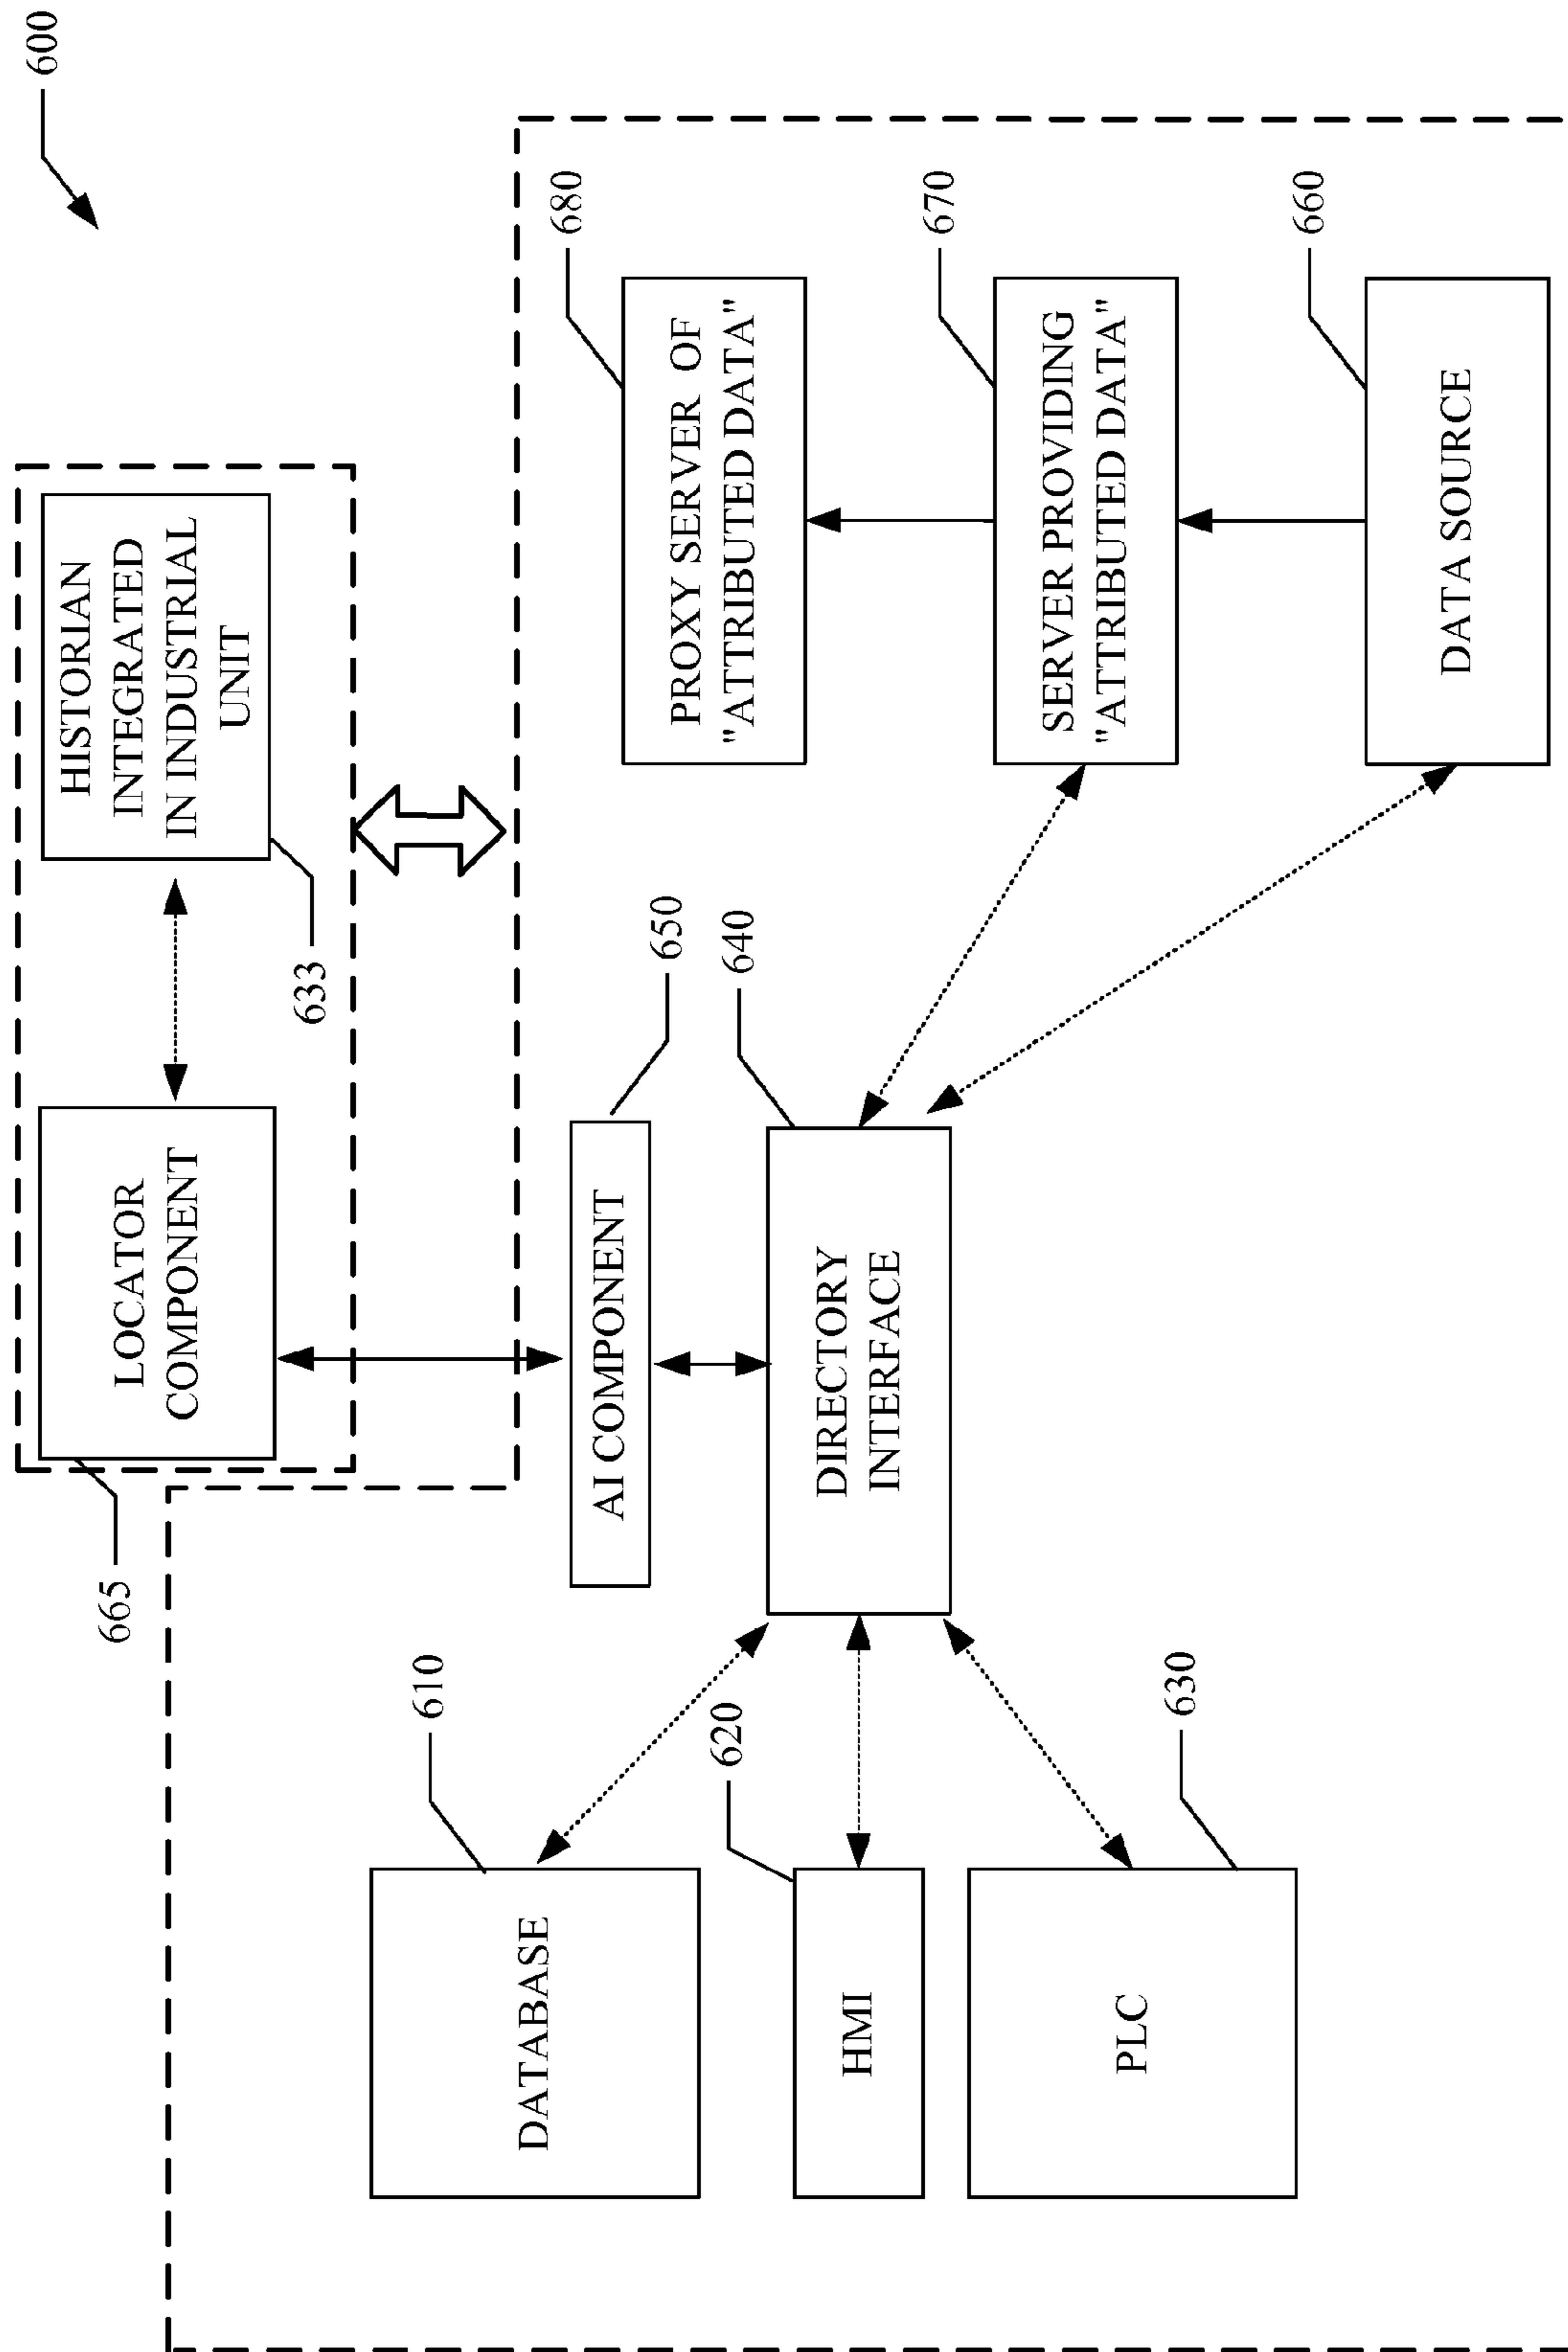 600
LOCATOR
COMPONENT
665
HISTORIAN
INTEGRATED
IN INDUSTRIAL
UNIT
633
DATABASE
610
HMI
620
PLC
630
AI COMPONENT
650
DIRECTORY
INTERFACE
640
PROXY SERVER OF
"ATTRIBUTED DATA"
680
SERVER PROVIDING
"ATTRIBUTED DATA"
670
DATA SOURCE
660